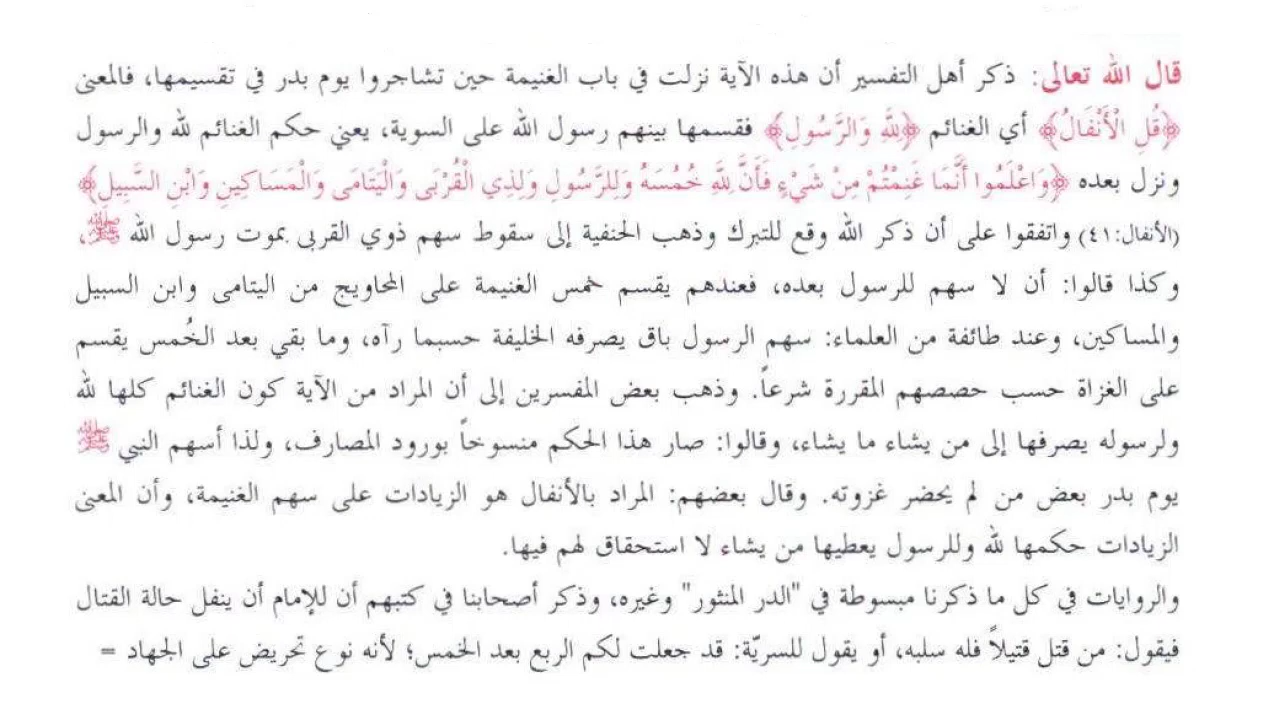 قال الله تعالى: ذكر أهل التفسير أن هذه الآية نزلت في باب الغنيمة حين تشاجروا يوم بدر في تقسيمها، فالمعنى
﴿قُلِ الْأَنْفَالُ﴾ أي الغنائم ﴿لِلَّهِ وَالرَّسُولِ﴾ فقسمها بينهم رسول الله على السوية، يعني حكم الغنائم لله والرسول
ونزل بعده ﴿وَاعْلَمُوا أَنَّمَا غَنِمْتُمْ مِنْ شَيْءٍ فَأَنَّ لِلَّهِ خُمُسَهُ وَلِلرَّسُولِ وَلِذِي الْقُرْبَى وَالْيَتَامَى وَالْمَسَاكِينِ وَابْنِ السَّبِيلِ﴾
(الأنفال:٤١) واتفقوا على أن ذكر الله وقع للتبرك وذهب الحنفية إلى سقوط سهم ذوي القربى بموت رسول الله ﷺ،
وكذا قالوا: أن لا سهم للرسول بعده، فعندهم يقسم خمس الغنيمة على المحاويج من اليتامى وابن السبيل
والمساكين، وعند طائفة من العلماء: سهم الرسول باق يصرفه الخليفة حسبما رآه، وما بقي بعد الخُمس يقسم
على الغزاة حسب حصصهم المقررة شرعاً. وذهب بعض المفسرين إلى أن المراد من الآية كون الغنائم كلها لله
ولرسوله يصرفها إلى من يشاء ما يشاء، وقالوا: صار هذا الحكم منسوخاً بورود المصارف، ولذا أسهم النبي ﷺ
يوم بدر بعض من لم يحضر غزوته. وقال بعضهم: المراد بالأنفال هو الزيادات على سهم الغنيمة، وأن المعنى
الزيادات حكمها لله وللرسول يعطيها من يشاء لا استحقاق لهم فيها.
والروايات في كل ما ذكرنا مبسوطة في "الدر المنثور" وغيره، وذكر أصحابنا في كتبهم أن للإمام أن ينفل حالة القتال
فيقول: من قتل قتيلاً فله سلبه، أو يقول للسريّة: قد جعلت لكم الربع بعد الخمس؛ لأنه نوع تحريض على الجهاد =